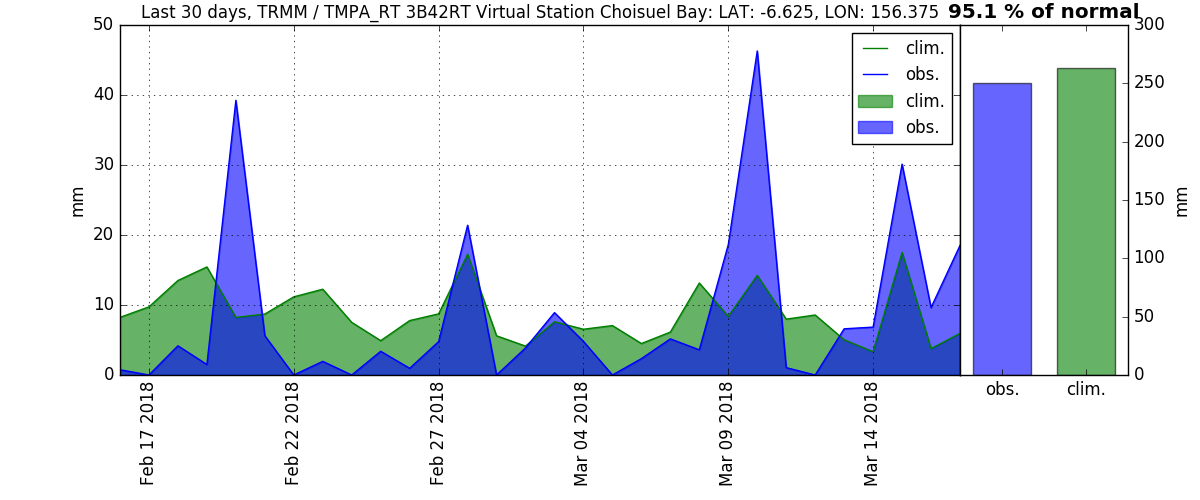 Last 30 days, TRMM / TMPA_RT 3B42RT Virtual Station Choisuel Bay: LAT: -6.625, LON: 156.375 95.1 % of normal
50
40
30
20
10
0
mm
clim.
obs.
clim.
obs.
Feb 17 2018
Feb 22 2018
Feb 27 2018
Mar 04 2018
Mar 09 2018
Mar 14 2018
300
250
200
150
100
50
0
mm
obs.
clim.